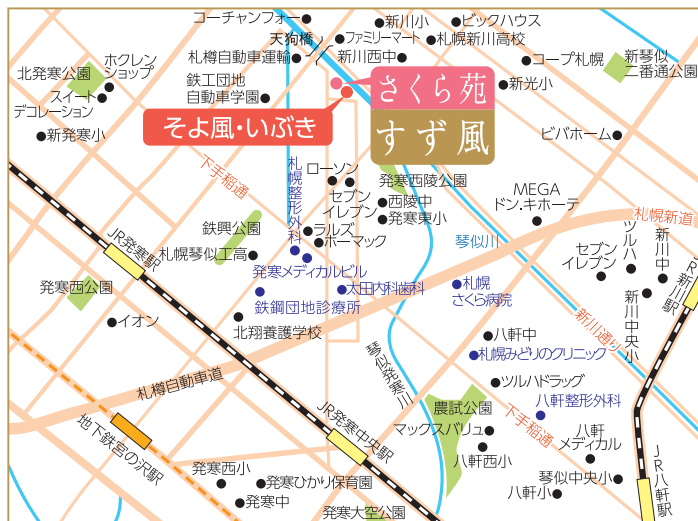 コーチャンフォー
新川小
ビックハウス
天狗橋
ファミリーマート
札幌新川高校
札樽自動車運輸
新川西中
コープ札幌
新琴似
二番通公園
ホクレン
ショップ
北発寒公園
スイート
デコレーション
鉄工団地
自動車学園
さくら苑
新光小
そよ風・いぶき
すず風
新発寒小
ビバホーム
下手稲通
札幌整形外科
ローソン
セブン
イレブン
発寒西陵公園
西陵中
発寒東小
MEGA
ドン.キホーテ
札幌新道
鉄興公園
ラルズ
ホーマック
琴似川
札幌琴似工高
JR発寒駅
発寒メディカルビル
セブン
イレブン
ツルハ
新川中
JR新川駅
発寒西公園
太田内科歯科
札幌
さくら病院
鉄鋼団地診療所
新川中央小
新川通り
イオン
北翔養護学校
八軒中
琴似発寒川
札幌みどりのクリニック
札樽自動車道
ツルハドラッグ
八軒整形外科
農試公園
下手稲通
地下鉄宮の沢駅
JR発寒中央駅
マックスバリュ
八軒
メディカル
八軒西小
発寒西小
発寒ひかり保育園
琴似中央小
JR八軒駅
発寒中
八軒小
発寒大空公園